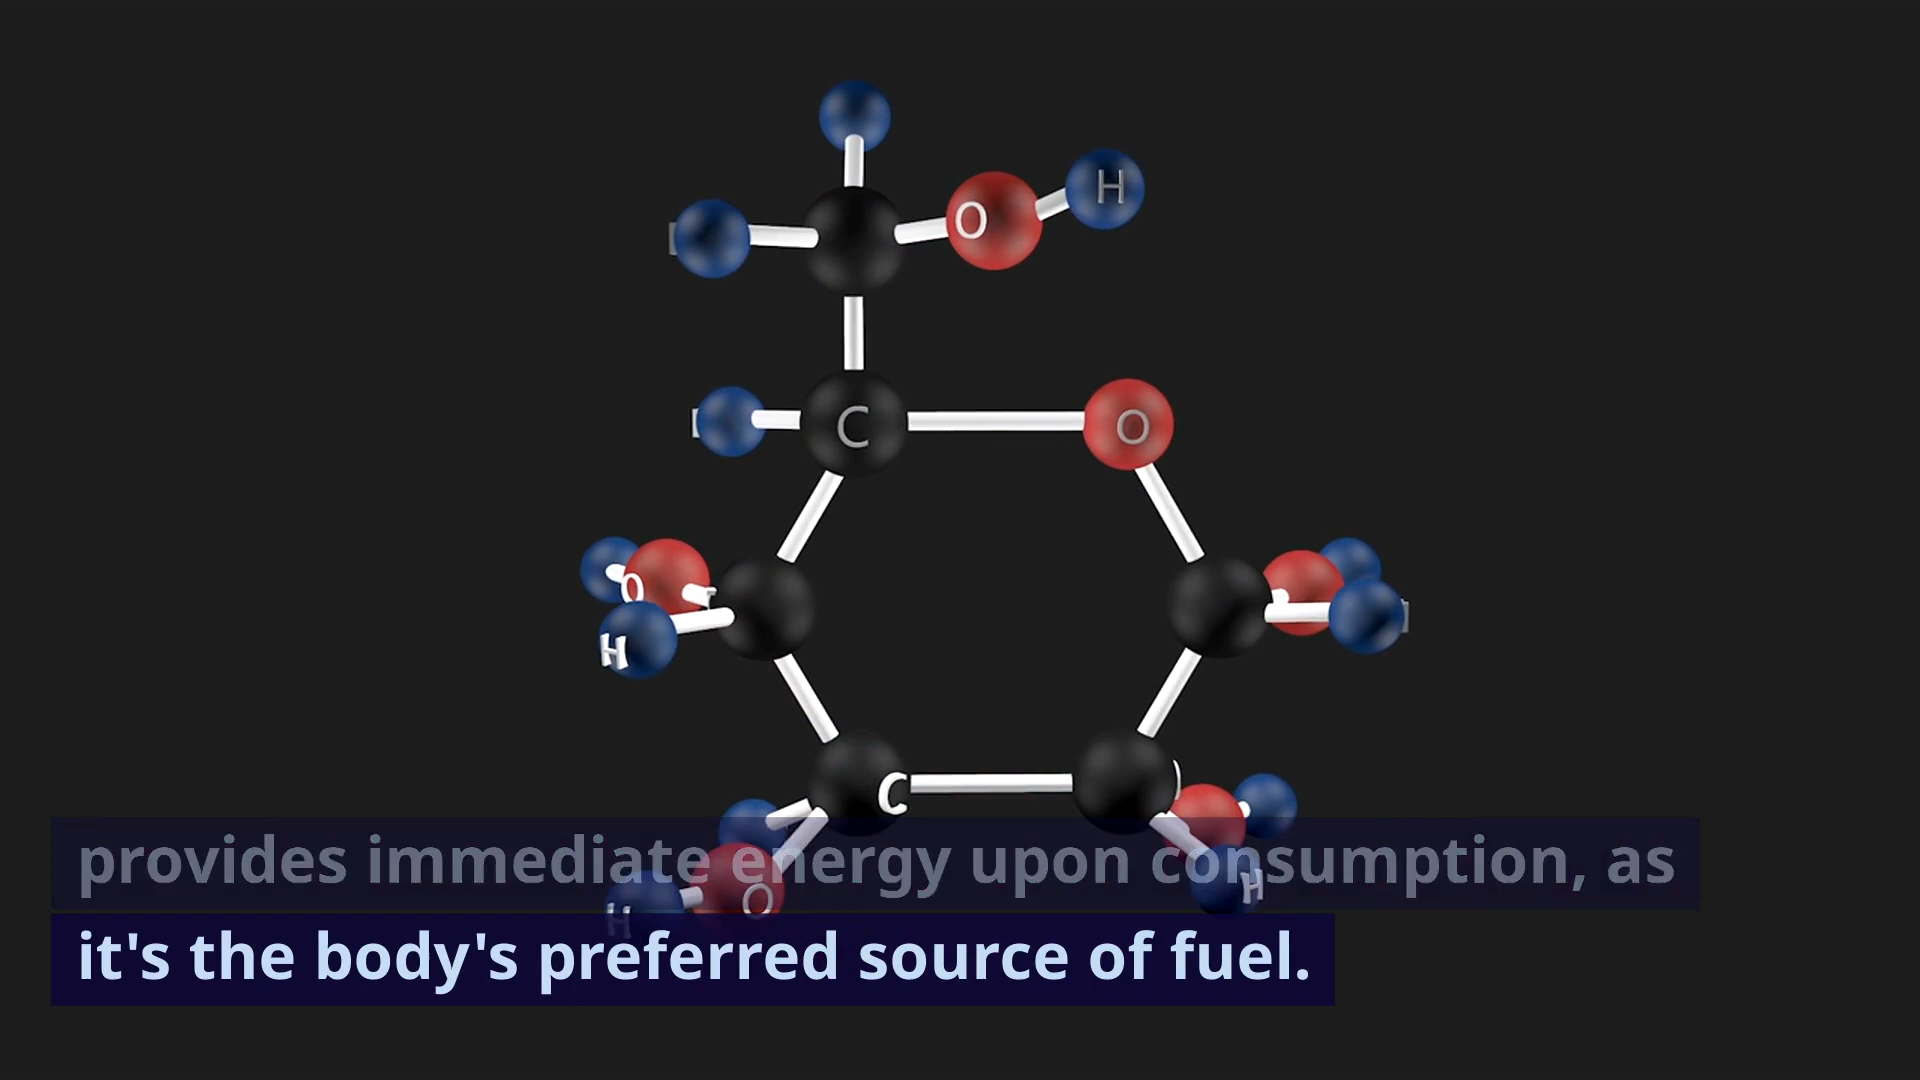 H
O
C
O
O
H
C
H
O
H
provides immediate energy upon consumption, as
it's the body's preferred source of fuel.